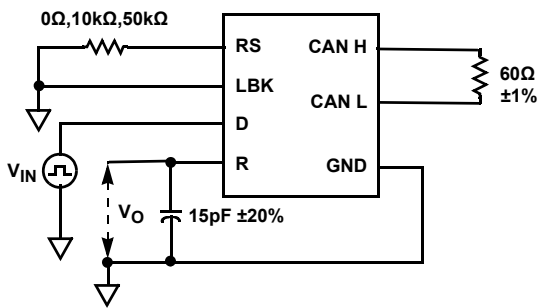 0Ω,10kΩ,50kΩ
RS
CAN H
LBK
60Ω
±1%
CAN L
D
R
GND
VIN
VO
15pF ±20%